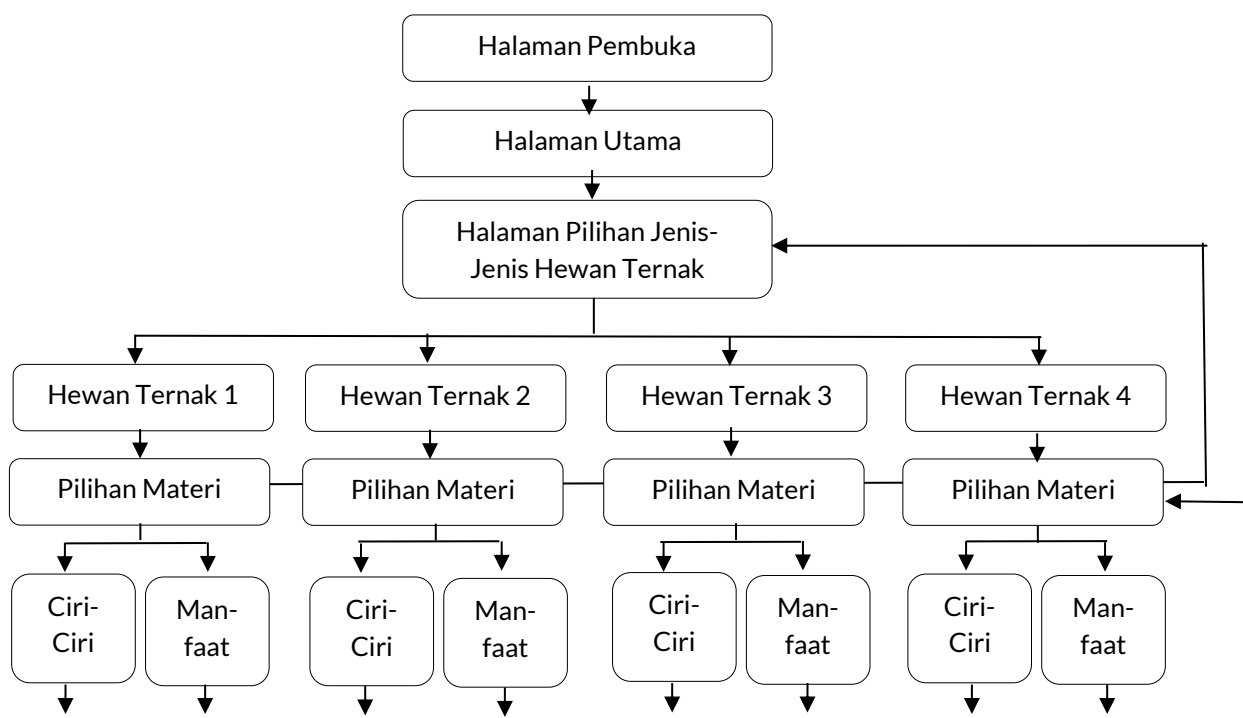 Halaman Pembuka
Halaman Utama
Halaman Pilihan Jenis-
Jenis Hewan Ternak
Hewan Ternak 1
Hewan Ternak 2
Hewan Ternak 3
Hewan Ternak 4
Pilihan Materi
Pilihan Materi
Pilihan Materi
Pilihan Materi
Ciri-
Ciri
Man-
faat
Ciri-
Ciri
Man-
faat
Ciri-
Ciri
Man-
faat
Ciri-
Ciri
Man-
faat